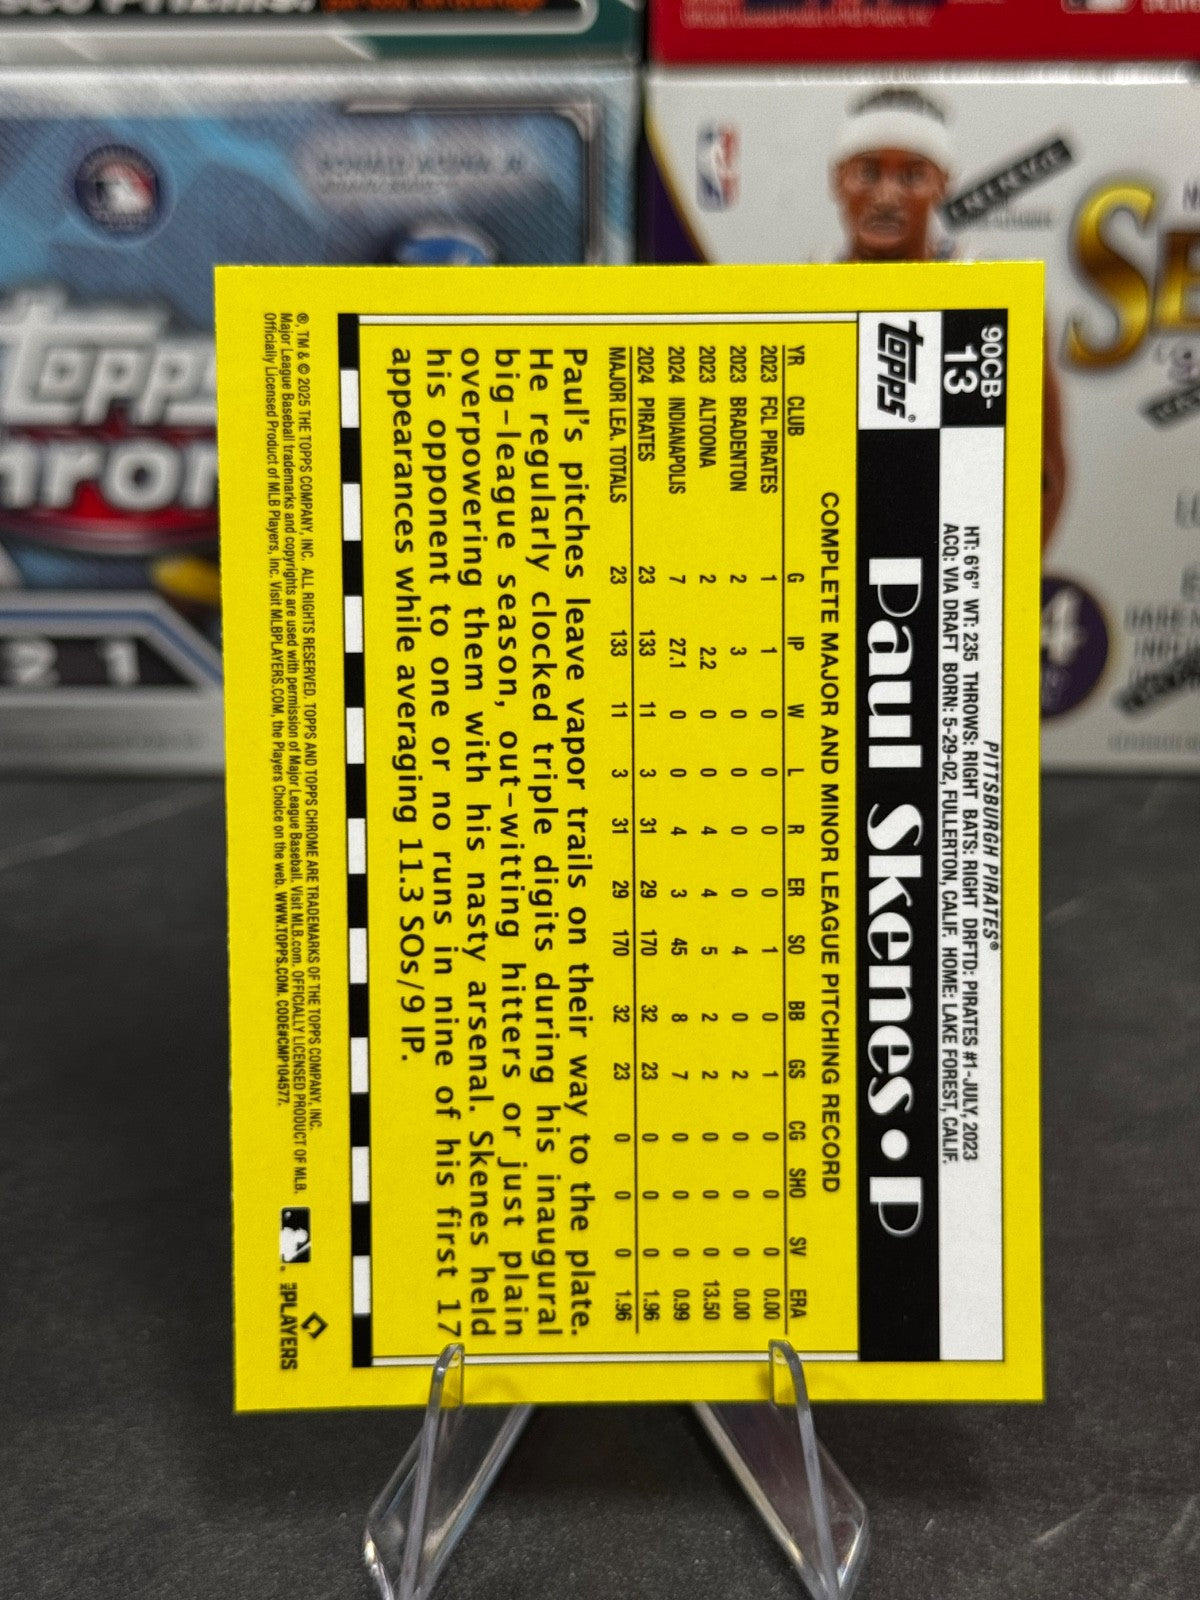 90CB-
13
topps®
PITTSBURGH PIRATES®
HT: 6'6" WT: 235 THROWS: RIGHT BATS: RIGHT DRFTD: PIRATES #1-JULY, 2023
ACQ: VIA DRAFT BORN: 5-29-02, FULLERTON, CALIF. HOME: LAKE FOREST, CALIF.
Paul Skenes • P
COMPLETE MAJOR AND MINOR LEAGUE PITCHING RECORD
YR CLUB G IP W L R ER SO BB GS CG SHO SV ERA
2023 FCL PIRATES 1 1 0 0 0 0 1 0 1 0 0 0 0.00
2023 BRADENTON 2 3 0 0 0 0 4 0 2 0 0 0 0.00
2023 ALTOONA 2 2.2 0 0 4 4 5 2 2 0 0 0 13.50
2024 INDIANAPOLIS 7 27.1 0 0 4 3 45 8 7 0 0 0 0.99
2024 PIRATES 23 133 11 3 31 29 170 32 23 0 0 0 1.96
MAJOR LEA. TOTALS 23 133 11 3 31 29 170 32 23 0 0 0 1.96
Paul's pitches leave vapor trails on their way to the plate.
He regularly clocked triple digits during his inaugural
big-league season, out-witting hitters or just plain
overpowering them with his nasty arsenal. Skenes held
his opponent to one or no runs in nine of his first 17
appearances while averaging 11.3 SOs/9 IP.
®, TM & © 2025 THE TOPPS COMPANY, INC. ALL RIGHTS RESERVED. TOPPS AND TOPPS CHROME ARE TRADEMARKS OF THE TOPPS COMPANY, INC.
Major League Baseball trademarks and copyrights are used with permission of Major League Baseball. Visit MLB.com. OFFICIALLY LICENSED PRODUCT OF MLB.
Officially Licensed Product of MLB Players, Inc. Visit MLBPLAYERS.COM, the Players Choice on the web. WWW.TOPPS.COM. CODE#CMP104577.
MLB PLAYERS
topps